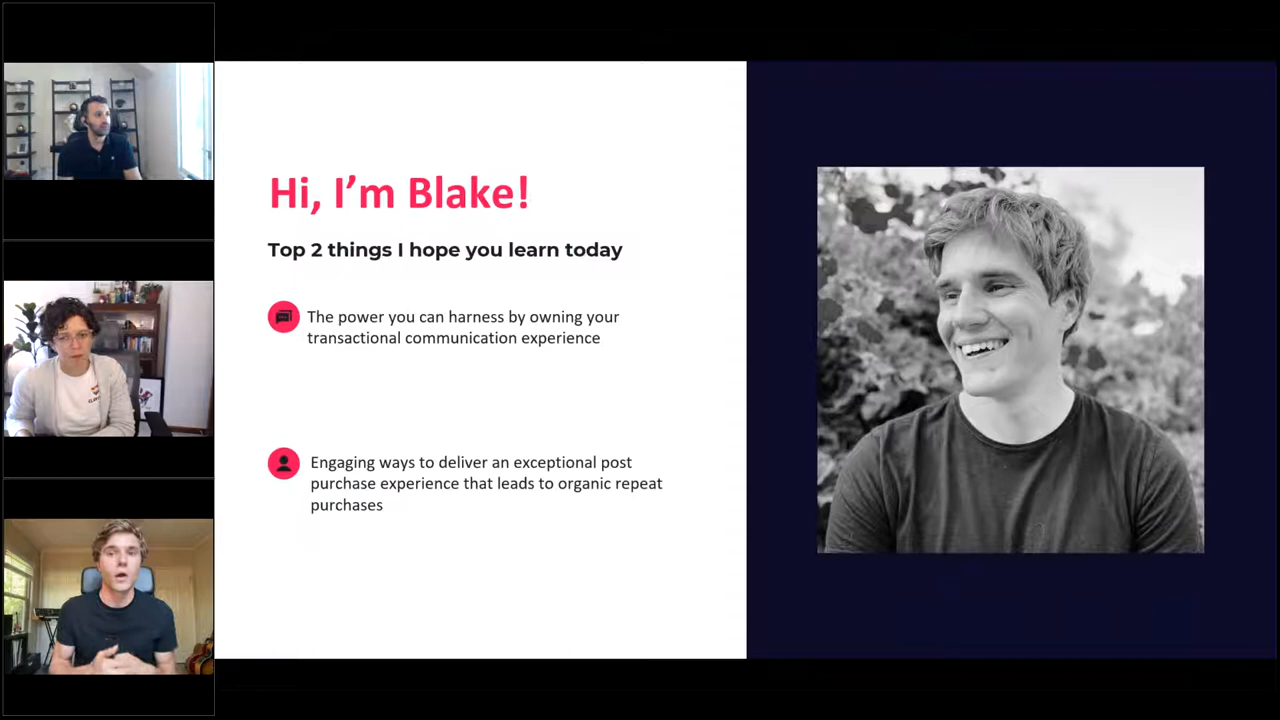 Hi, I’m Blake!
Top 2 things I hope you learn today
The power you can harness by owning your
transactional communication experience
Engaging ways to deliver an exceptional post
purchase experience that leads to organic repeat
purchases